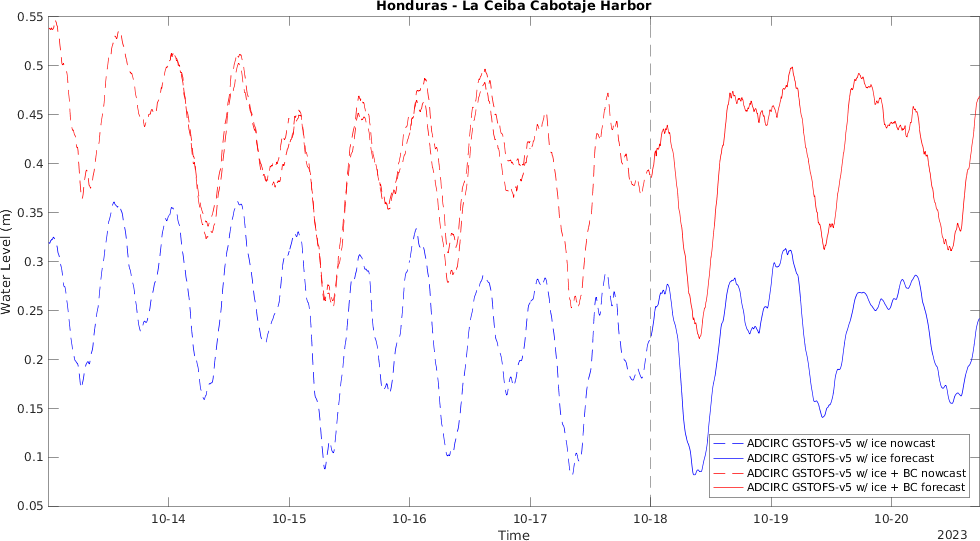 Honduras - La Ceiba Cabotaje Harbor
Water Level (m)
0.55
0.5
0.45
0.4
0.35
0.3
0.25
0.2
0.15
0.1
0.05
ADCIRC GSTOFS-v5 w/ ice nowcast
ADCIRC GSTOFS-v5 w/ ice forecast
ADCIRC GSTOFS-v5 w/ ice + BC nowcast
ADCIRC GSTOFS-v5 w/ ice + BC forecast
10-14 10-15 10-16 10-17 10-18 10-19 10-20
Time
2023